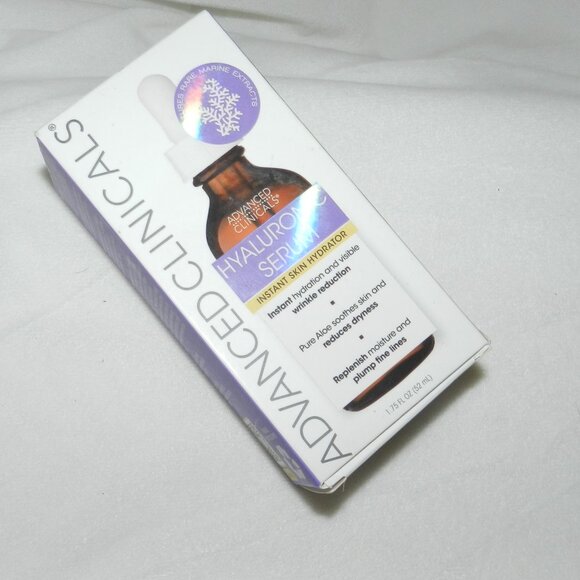 RES RARE MARINE EXTRACTS
ADVANCED CLINICALS®
ADVANCED
CLINICALS®
HYALURONIC
SERUM
INSTANT SKIN HYDRATOR
Instant hydration and visible
wrinkle reduction
Pure Aloe soothes skin and
reduces dryness
Replenish moisture and
plump fine lines
1.75 FL OZ (52 mL)